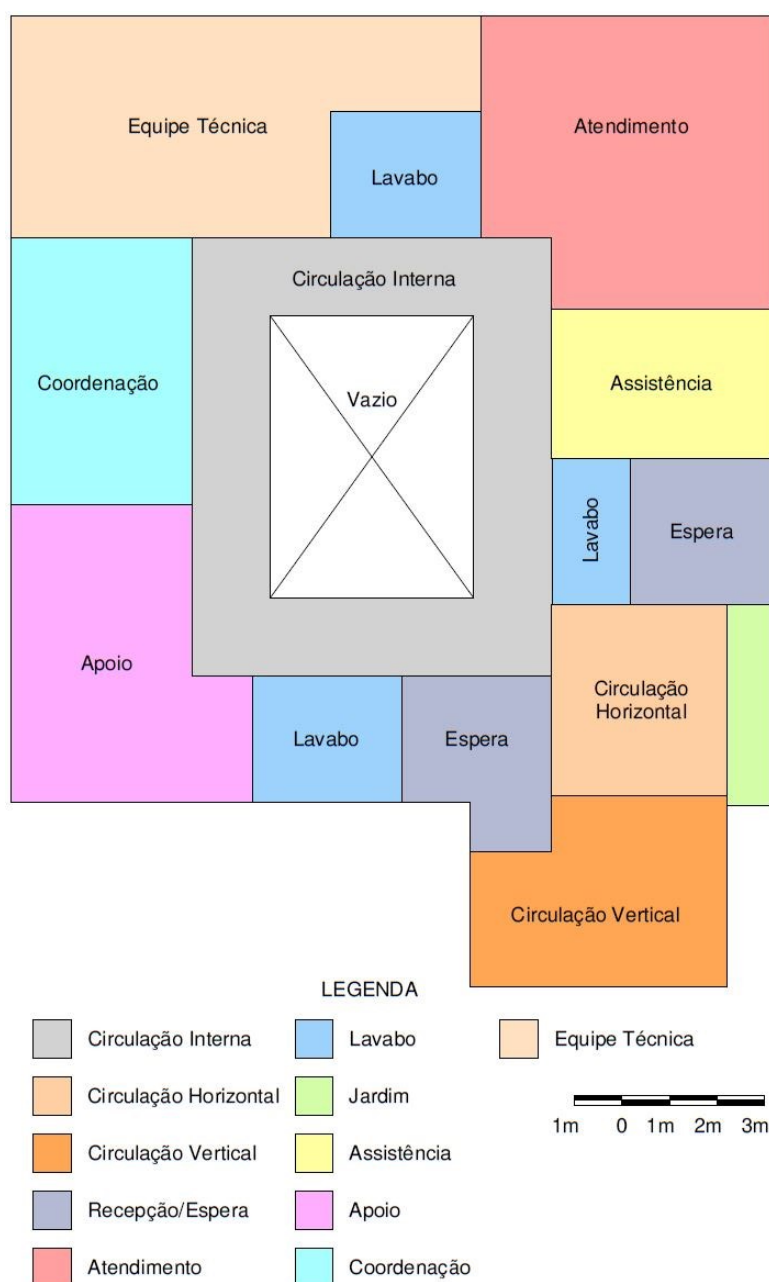 Equipe Técnica
Atendimento
Lavabo
Circulação Interna
Coordenação
Vazio
Assistência
Lavabo
Espera
Apoio
Circulação
Horizontal
Lavabo
Espera
Circulação Vertical
LEGENDA
Circulação Interna
Lavabo
Equipe Técnica
Circulação Horizontal
Jardim
Circulação Vertical
Assistência
1m 0 1m 2m 3m
Recepção/Espera
Apoio
Atendimento
Coordenação